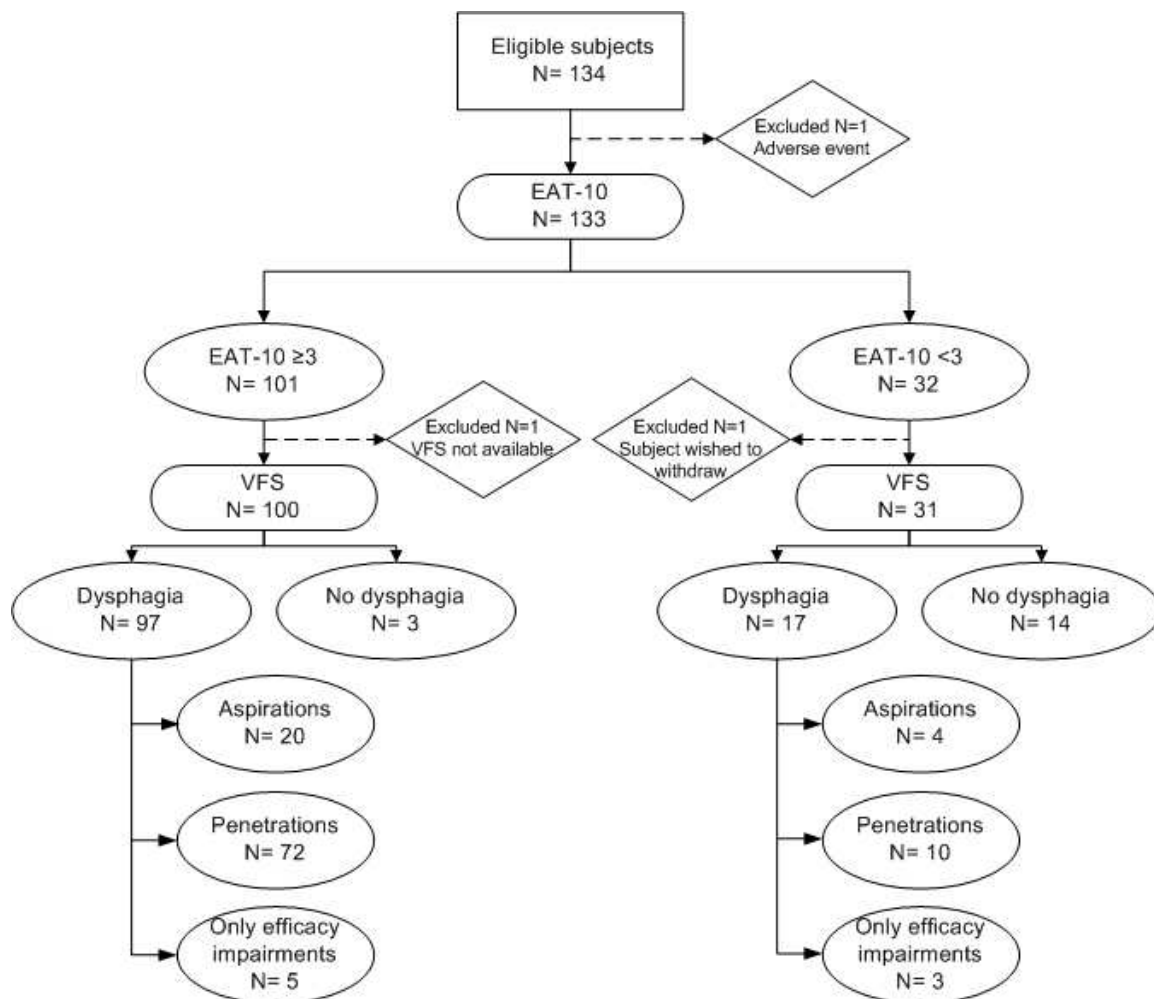 Eligible subjects
N= 134
Excluded N=1
Adverse event
EAT-10
N= 133
EAT-10 ≥3
N= 101
EAT-10 <3
N= 32
Excluded N=1
VFS not available
Excluded N=1
Subject wished to
withdraw
VFS
N= 100
VFS
N= 31
Dysphagia
N= 97
No dysphagia
N= 3
Dysphagia
N= 17
No dysphagia
N= 14
Aspirations
N= 20
Aspirations
N= 4
Penetrations
N= 72
Penetrations
N= 10
Only efficacy
impairments
N= 5
Only efficacy
impairments
N= 3